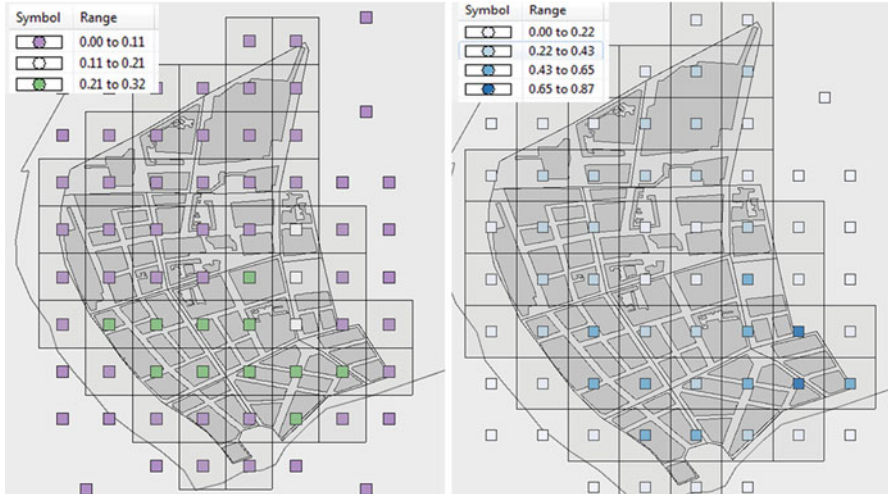 Symbol Range
0.00 to 0.11
0.11 to 0.21
0.21 to 0.32
Symbol Range
0.00 to 0.22
0.22 to 0.43
0.43 to 0.65
0.65 to 0.87